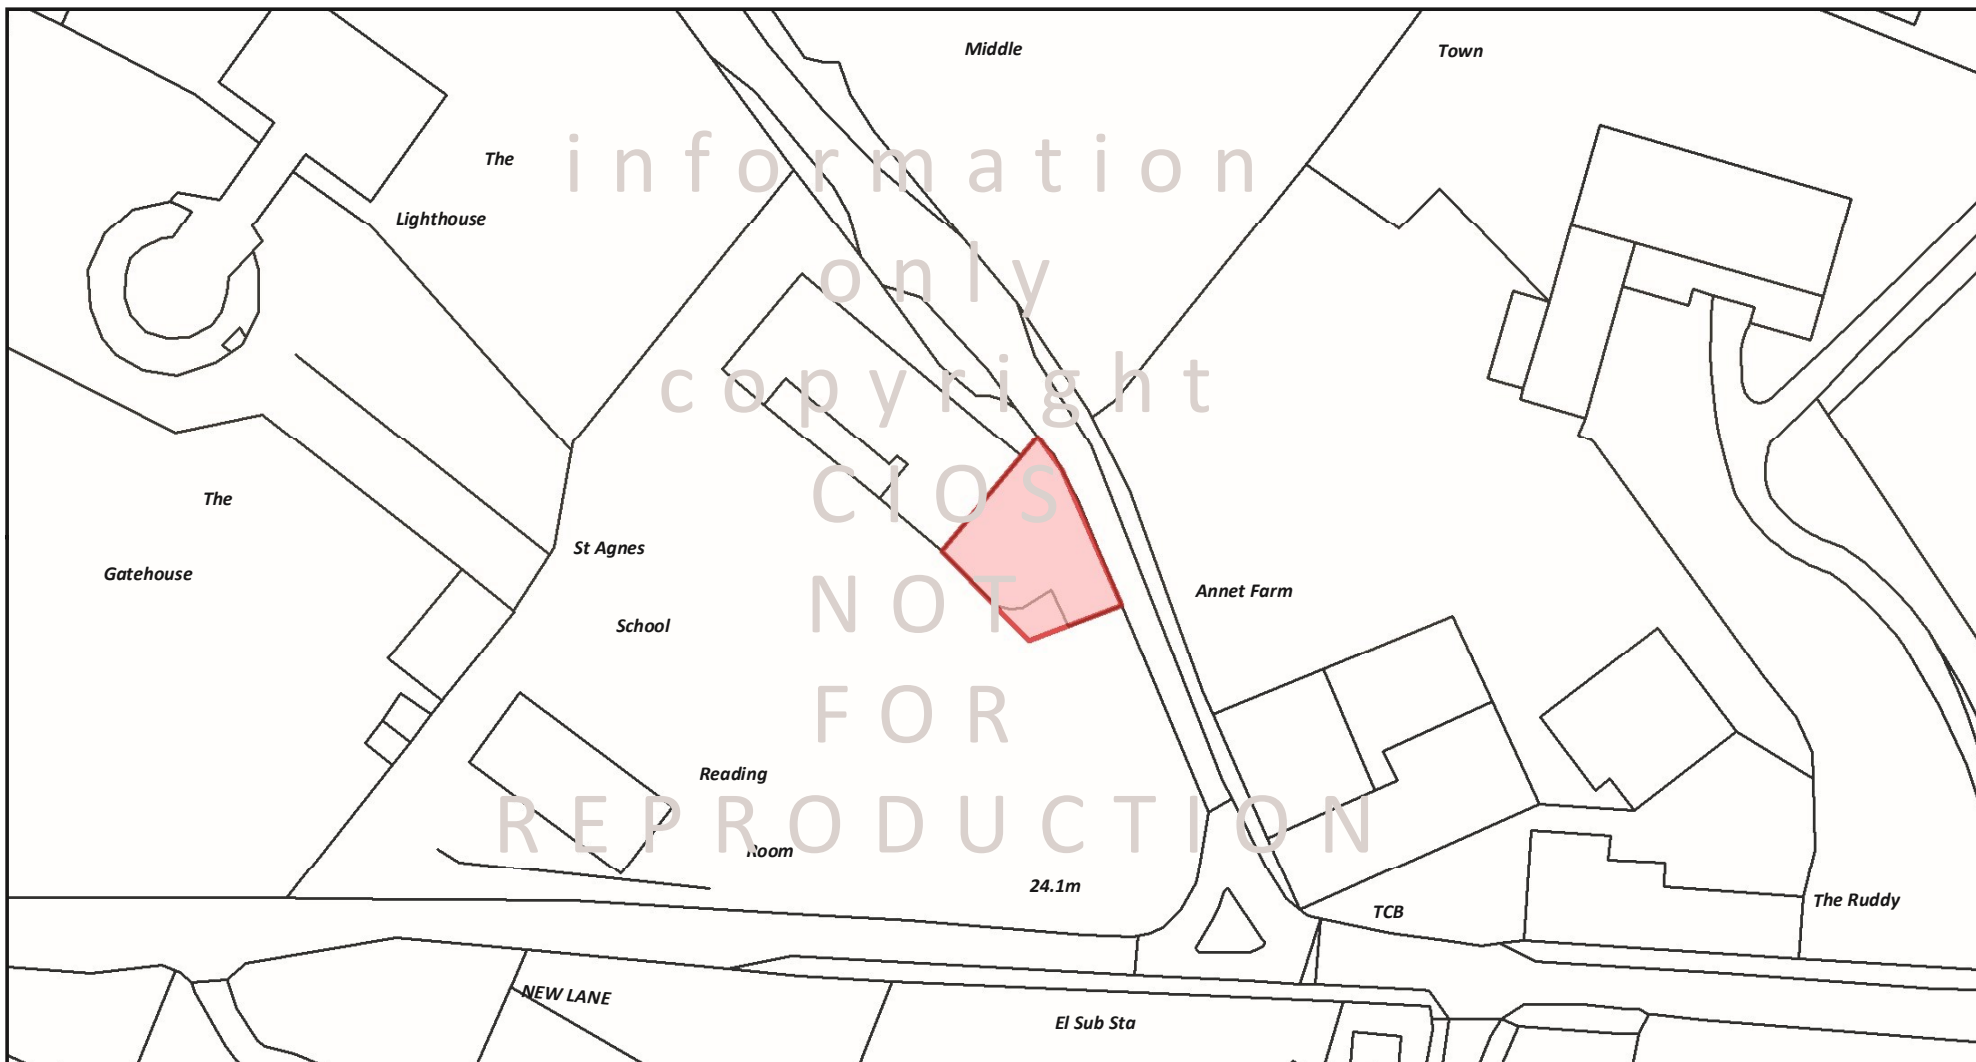 Middle
Town
The
information
Lighthouse
only
copyright
The
CIOS
St Agnes
Gatehouse
NOT
Annet Farm
School
FOR
Reading
REPRODUCTION
Room
24.1m
The Ruddy
TCB
NEW LANE
El Sub Sta